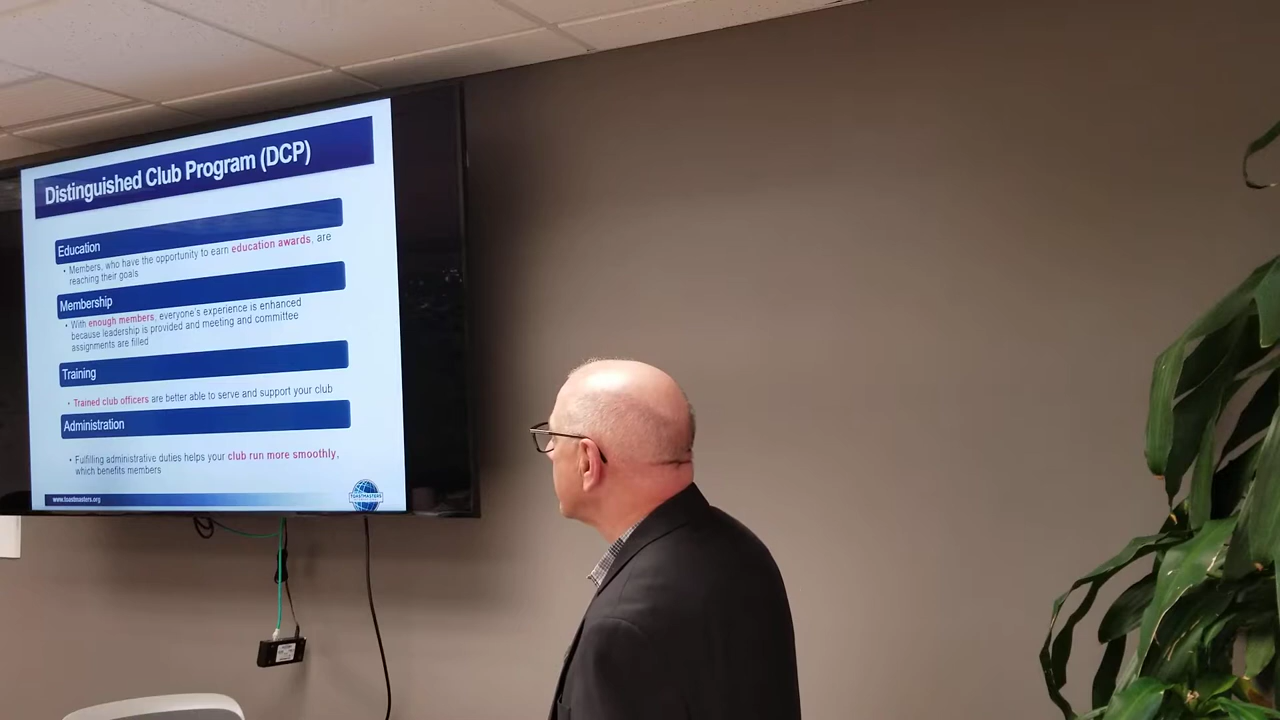 Distinguished Club Program (DCP)
Education
• Members, who have the opportunity to earn education awards, are
reaching their goals
Membership
• With enough members, everyone's experience is enhanced
because leadership is provided and meeting and committee
assignments are filled
Training
• Trained club officers are better able to serve and support your club
Administration
• Fulfilling administrative duties helps your club run more smoothly,
which benefits members
www.toastmasters.org
TOASTMASTERS